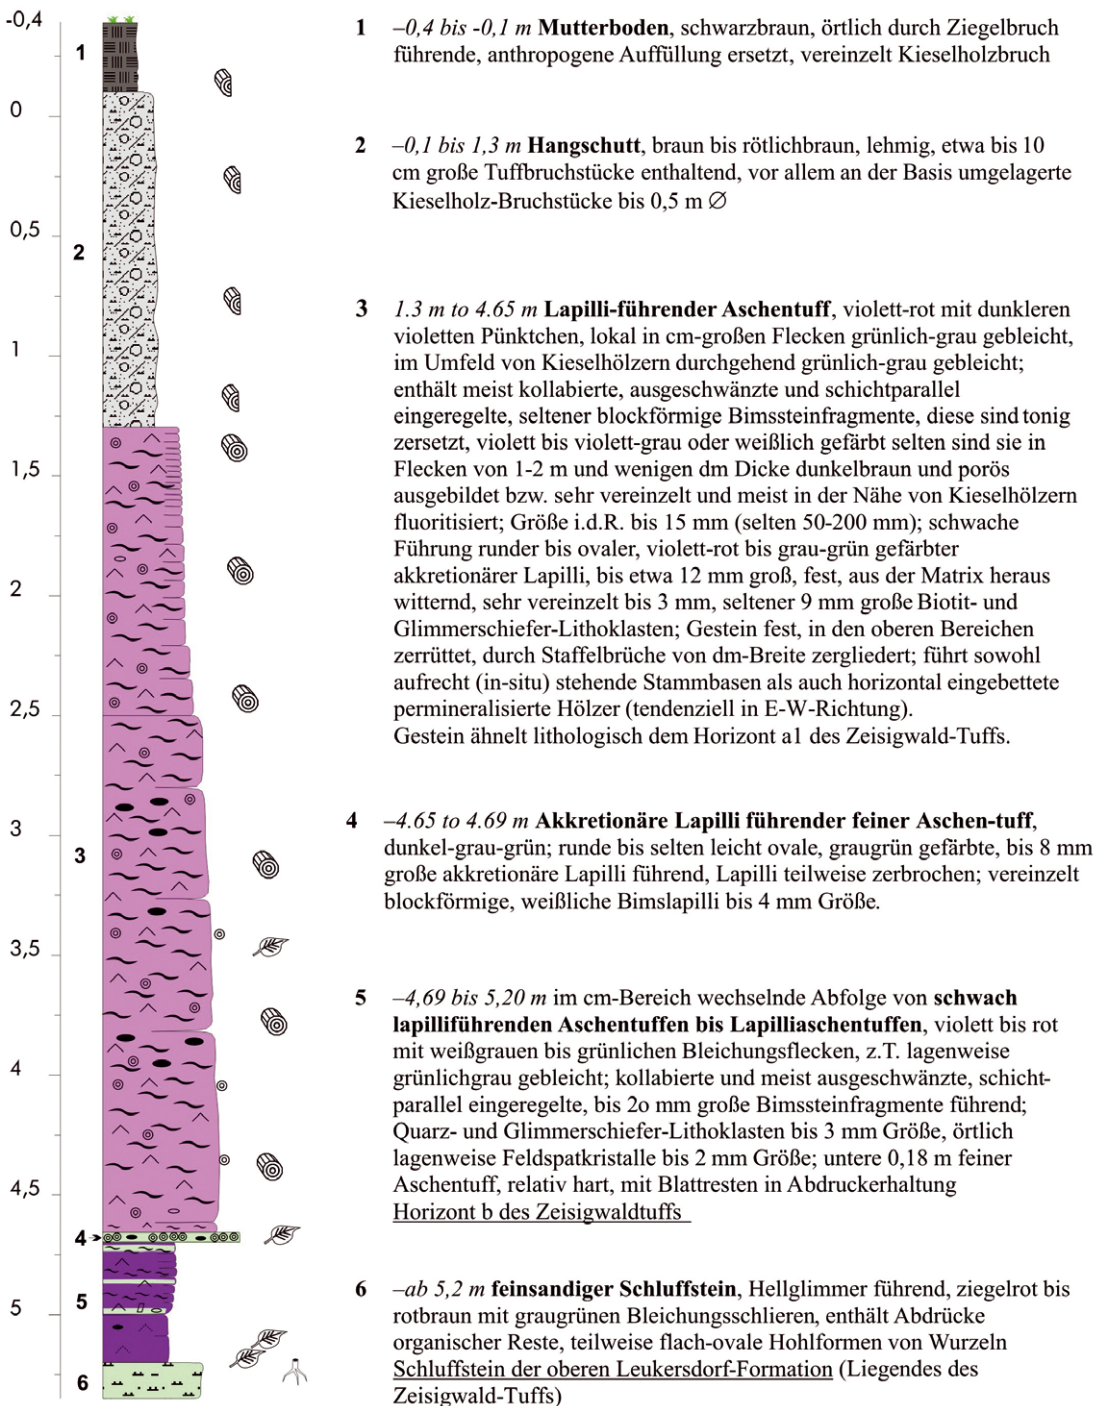 -0,4
1
0
0,5
2
1
1,5
2
2,5
3
3
3,5
4
4,5
4
5
5
6
1 –0,4 bis -0,1 m Mutterboden, schwarzbraun, örtlich durch Ziegelbruch
führende, anthropogene Auffüllung ersetzt, vereinzelt Kieselholzbruch
2 –0,1 bis 1,3 m Hangschutt, braun bis rötlichbraun, lehmig, etwa bis 10
cm große Tuffbruchstücke enthaltend, vor allem an der Basis umgelagerte
Kieselholz-Bruchstücke bis 0,5 m ∅
3 1.3 m to 4.65 m Lapilli-führender Aschentuff, violett-rot mit dunkleren
violetten Pünktchen, lokal in cm-großen Flecken grünlich-grau gebleicht,
im Umfeld von Kieselhölzern durchgehend grünlich-grau gebleicht;
enthält meist kollabierte, ausgeschwänzte und schichtparallel
eingeregelte, seltener blockförmige Bimssteinfragmente, diese sind tonig
zersetzt, violett bis violett-grau oder weißlich gefärbt selten sind sie in
Flecken von 1-2 m und wenigen dm Dicke dunkelbraun und porös
ausgebildet bzw. sehr vereinzelt und meist in der Nähe von Kieselhölzern
fluoritisiert; Größe i.d.R. bis 15 mm (selten 50-200 mm); schwache
Führung runder bis ovaler, violett-rot bis grau-grün gefärbter
akkretionärer Lapilli, bis etwa 12 mm groß, fest, aus der Matrix heraus
witternd, sehr vereinzelt bis 3 mm, seltener 9 mm große Biotit- und
Glimmerschiefer-Lithoklasten; Gestein fest, in den oberen Bereichen
zerrüttet, durch Staffelbrüche von dm-Breite zergliedert; führt sowohl
aufrecht (in-situ) stehende Stammbasen als auch horizontal eingebettete
permineralisierte Hölzer (tendenziell in E-W-Richtung).
Gestein ähnelt lithologisch dem Horizont a1 des Zeisigwald-Tuffs.
4 –4.65 to 4.69 m Akkretionäre Lapilli führender feiner Aschen-tuff,
dunkel-grau-grün; runde bis selten leicht ovale, graugrün gefärbte, bis 8 mm
große akkretionäre Lapilli führend, Lapilli teilweise zerbrochen; vereinzelt
blockförmige, weißliche Bimslapilli bis 4 mm Größe.
5 –4,69 bis 5,20 m im cm-Bereich wechselnde Abfolge von schwach
lapilliführenden Aschentuffen bis Lapilliaschentuffen, violett bis rot
mit weißgrauen bis grünlichen Bleichungsflecken, z.T. lagenweise
grünlichgrau gebleicht; kollabierte und meist ausgeschwänzte, schicht-
parallel eingeregelte, bis 2o mm große Bimssteinfragmente führend;
Quarz- und Glimmerschiefer-Lithoklasten bis 3 mm Größe, örtlich
lagenweise Feldspatkristalle bis 2 mm Größe; untere 0,18 m feiner
Aschentuff, relativ hart, mit Blattresten in Abdruckerhaltung
Horizont b des Zeisigwaldtuffs
6 –ab 5,2 m feinsandiger Schluffstein, Hellglimmer führend, ziegelrot bis
rotbraun mit graugrünen Bleichungsschlieren, enthält Abdrücke
organischer Reste, teilweise flach-ovale Hohlformen von Wurzeln
Schluffstein der oberen Leukersdorf-Formation (Liegendes des
Zeisigwald-Tuffs)